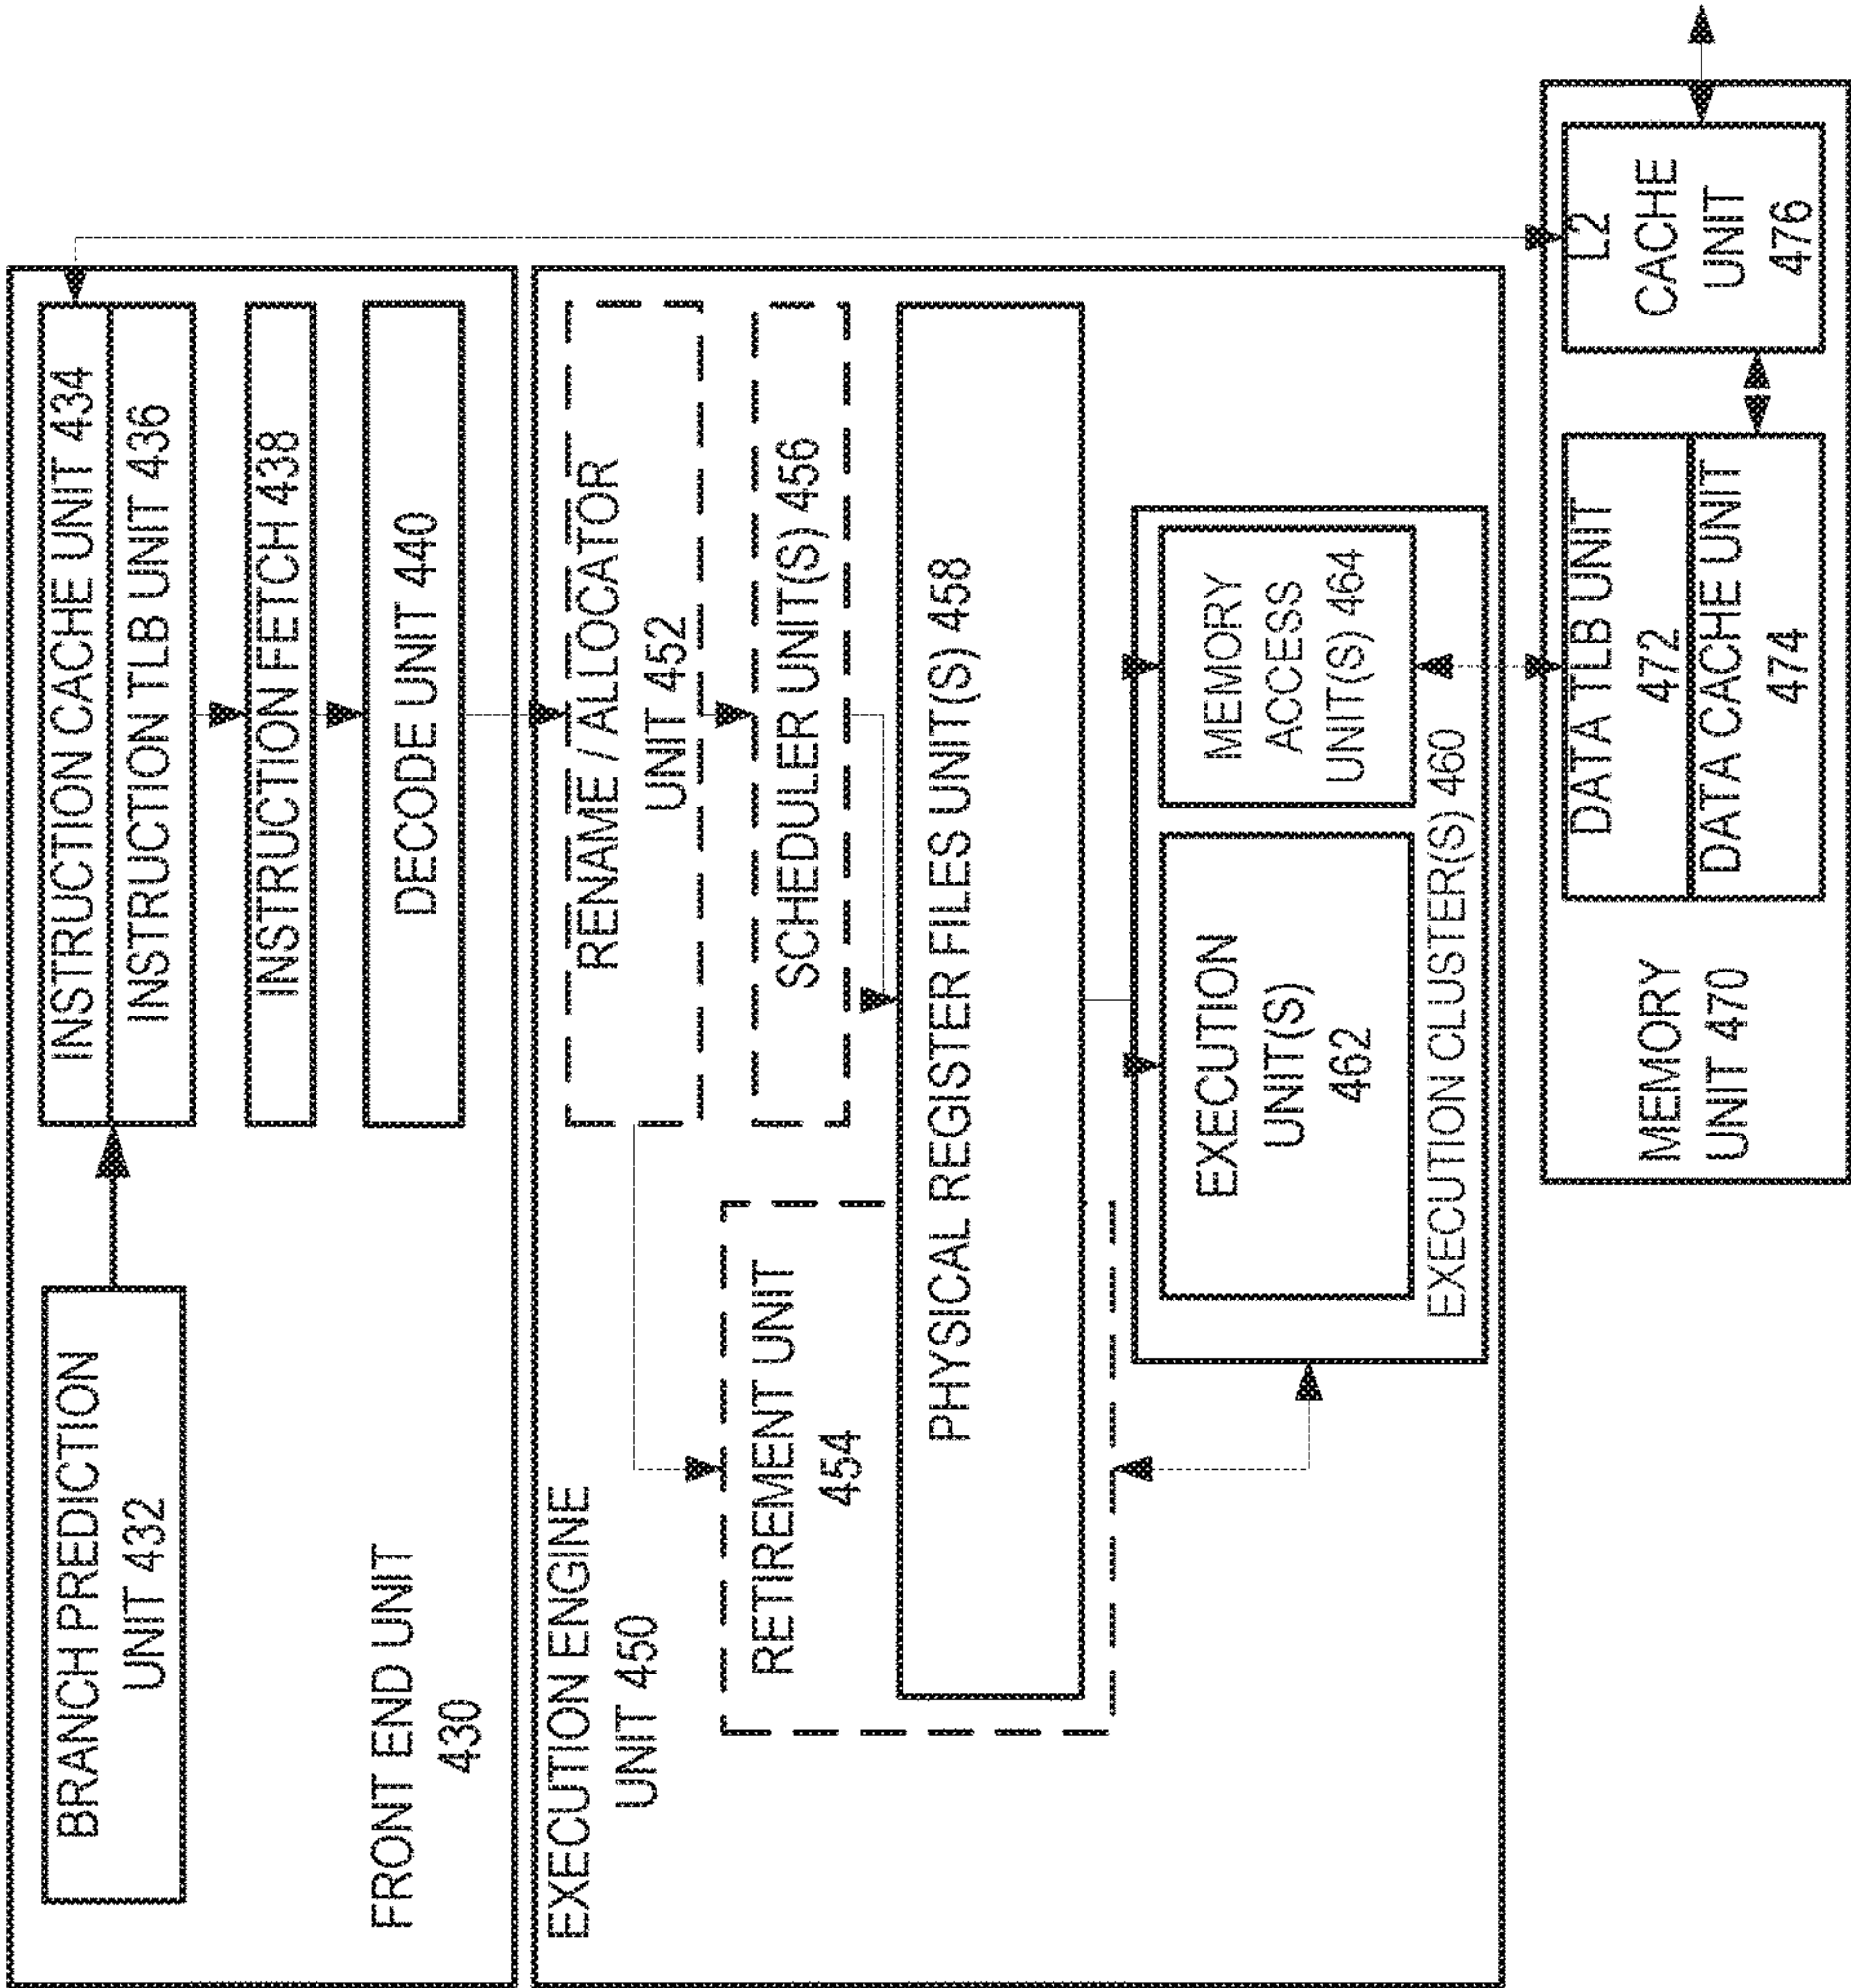 BRANCH PREDICTION
UNIT 432
INSTRUCTION CACHE UNIT 434
INSTRUCTION TLB UNIT 436
INSTRUCTION FETCH 438
DECODE UNIT 440
FRONT END UNIT
430
EXECUTION ENGINE
UNIT 450
RENAME / ALLOCATOR
UNIT 452
RETIREMENT UNIT
454
SCHEDULER UNIT(S) 456
PHYSICAL REGISTER FILES UNIT(S) 458
EXECUTION
UNIT(S)
462
MEMORY
ACCESS
UNIT(S) 464
EXECUTION CLUSTER(S) 460
MEMORY
UNIT 470
DATA TLB UNIT
472
DATA CACHE UNIT
474
L2
CACHE
UNIT
476